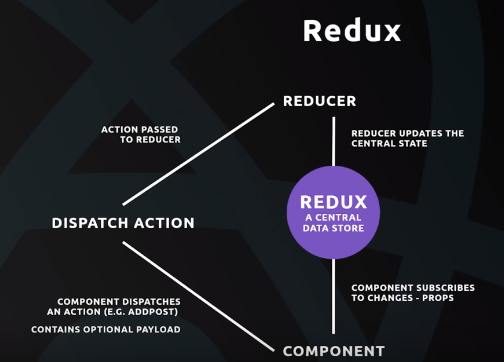 Redux
REDUCER
ACTION PASSED
TO REDUCER
REDUCER UPDATES THE
CENTRAL STATE
REDUX
A CENTRAL
DATA STORE
DISPATCH ACTION
COMPONENT DISPATCHES
AN ACTION (E.G. ADDPOST)
CONTAINS OPTIONAL PAYLOAD
COMPONENT SUBSCRIBES
TO CHANGES - PROPS
COMPONENT